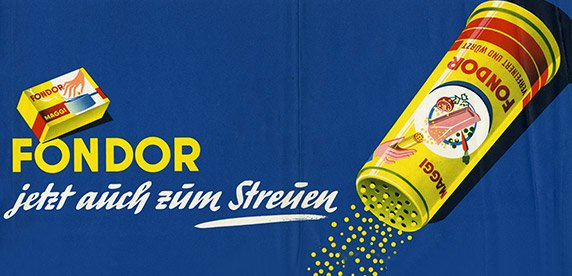 FONDOR
MAGGI
FONDOR
jetzt auch zum Streuen
FONDOR
VERFEINERT UND WÜRZT
MAGGI